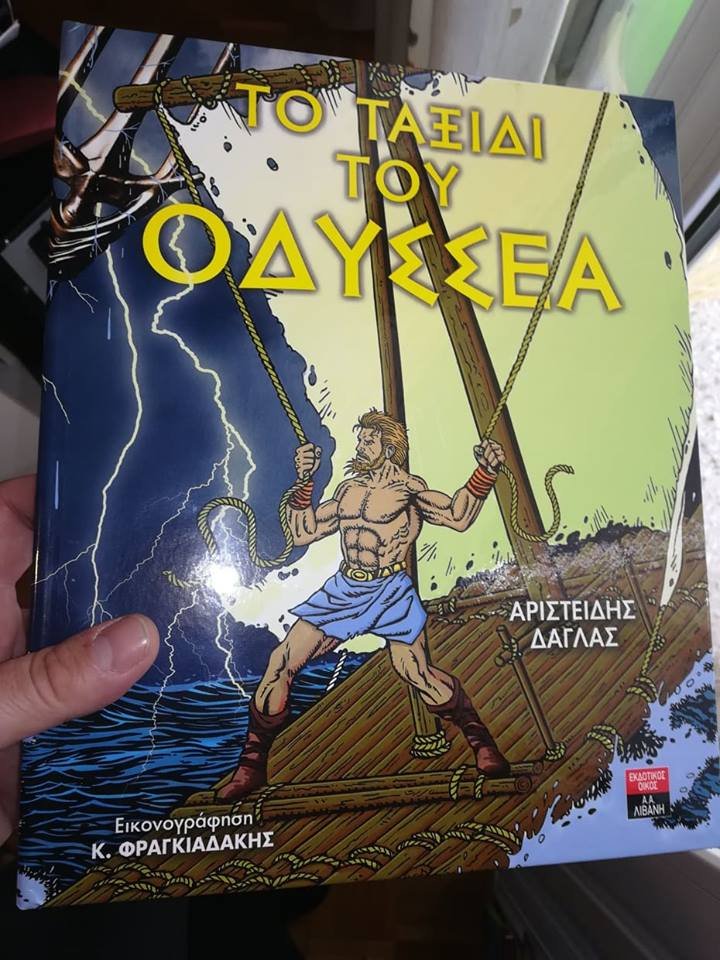 ΤΟ ΤΑΞΙΔΙ
ΤΟΥ
ΟΔΥΣΣΕΑ
ΑΡΙΣΤΕΙΔΗΣ
ΔΑΓΛΑΣ
Εικονογράφηση
Κ. ΦΡΑΓΚΙΑΔΑΚΗΣ
ΕΚΔΟΤΙΚΟΣ
ΟΙΚΟΣ
Α.Α.
ΛΙΒΑΝΗ